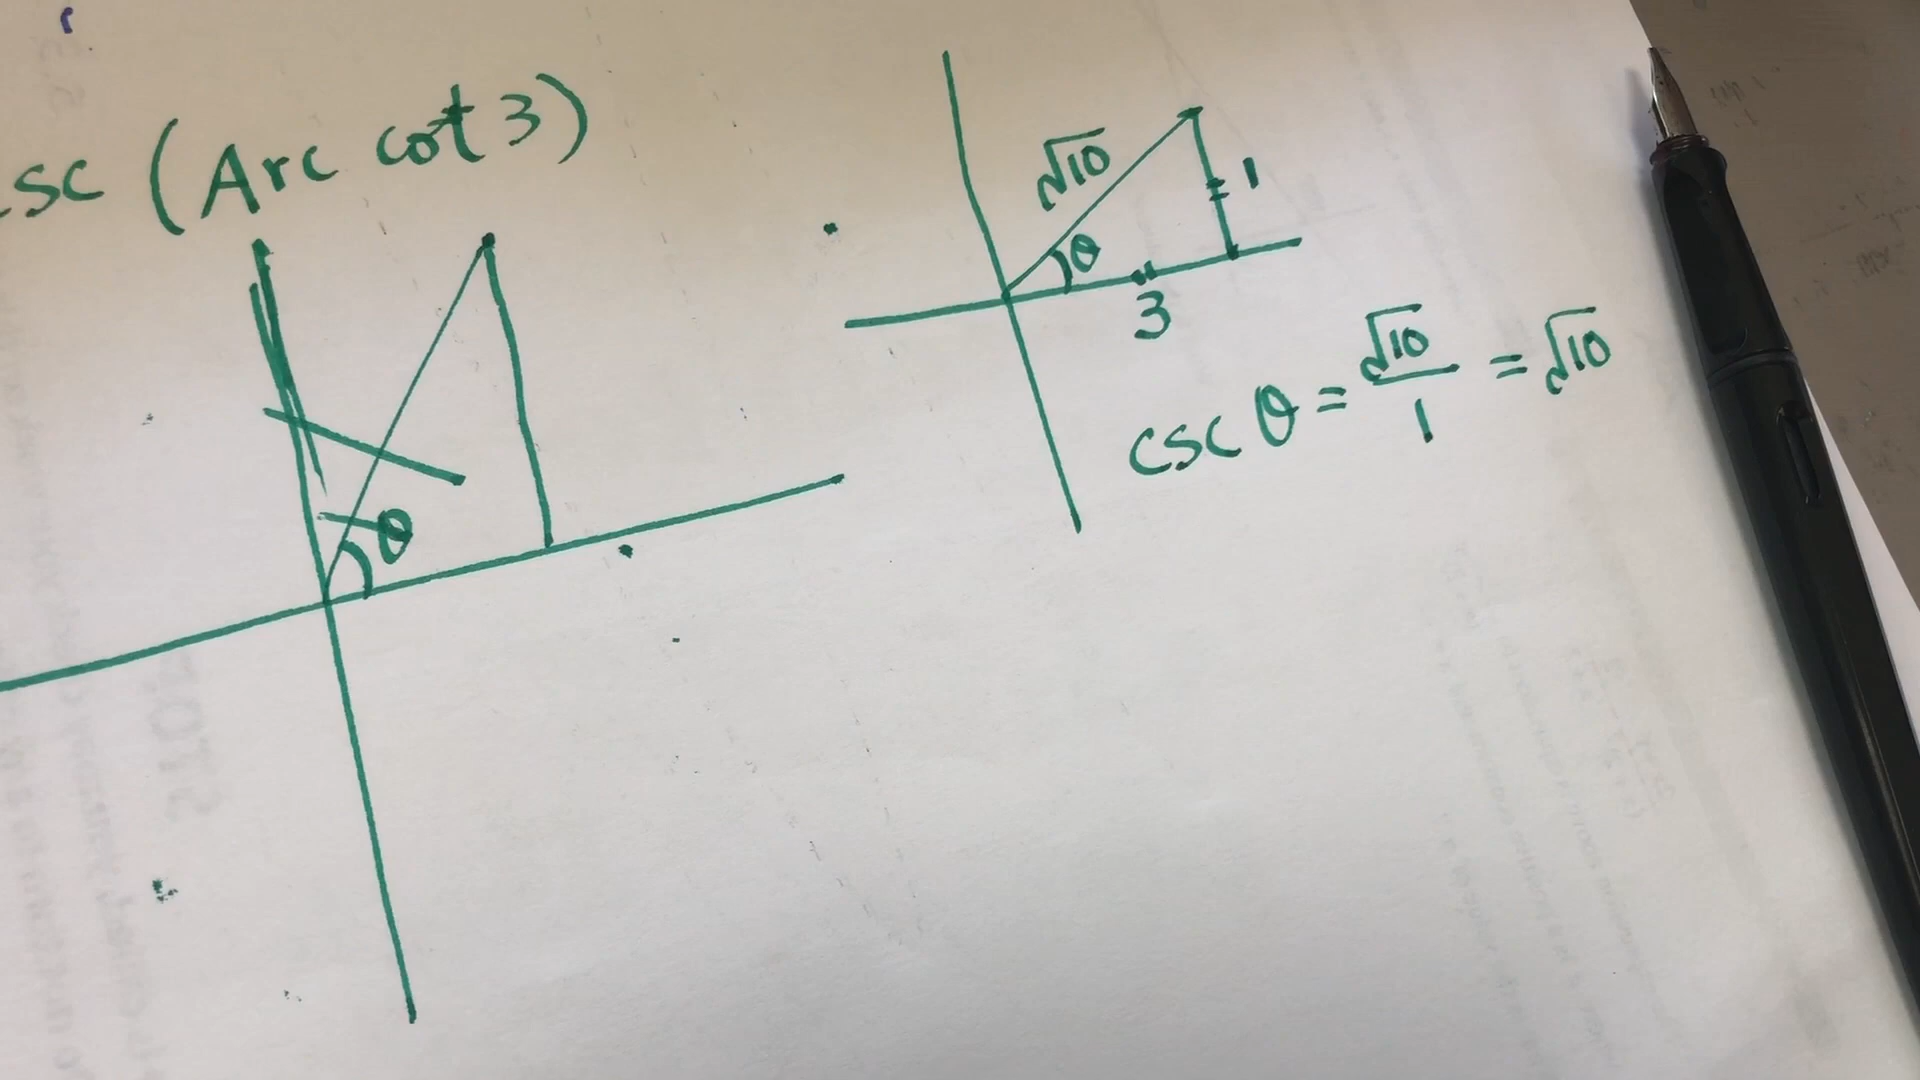 csc (Arc cot 3)
θ
√10
1
θ
3
csc θ = √10/1 = √10